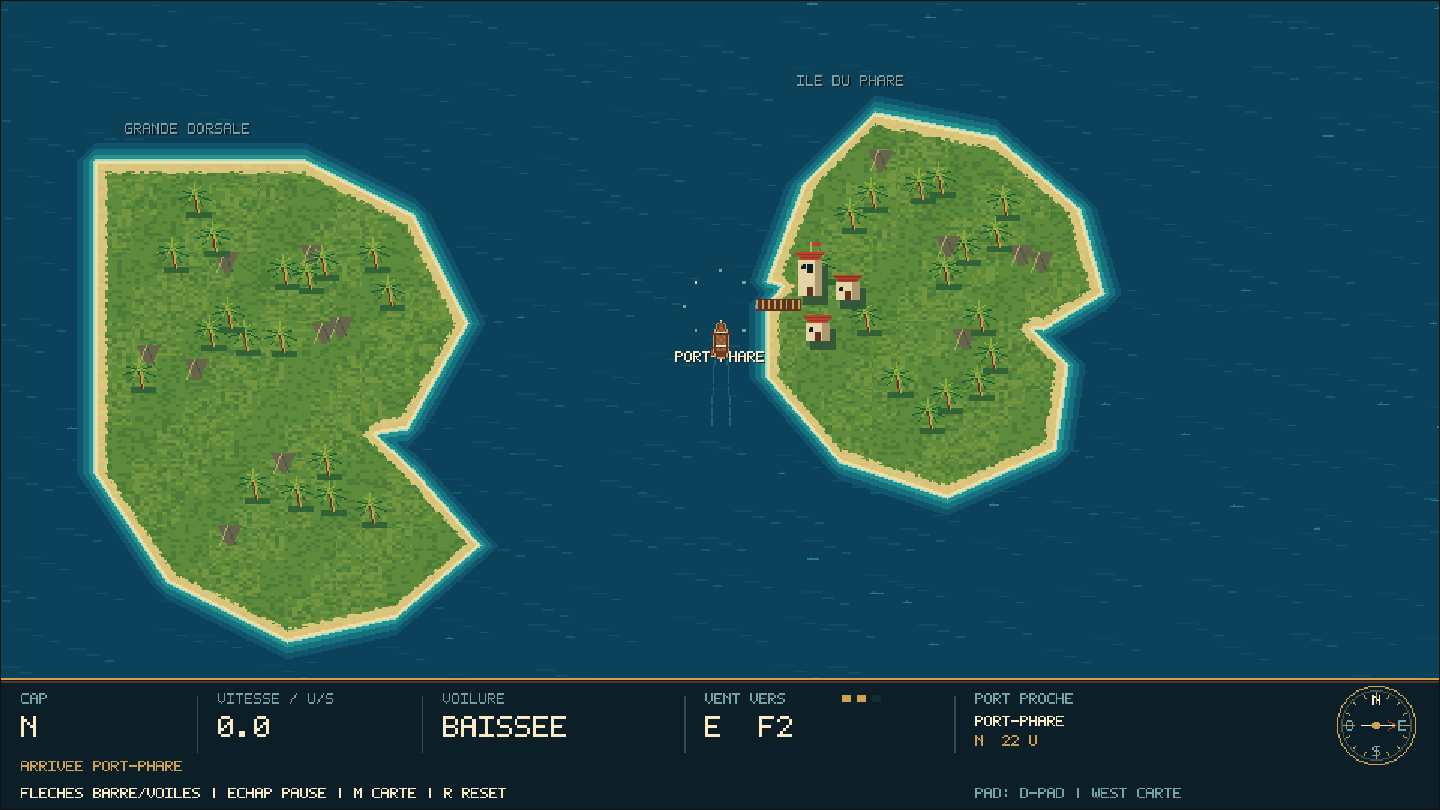 ILE DU PHARE
GRANDE DORSALE
PORT HARE
CAP
N
VITESSE / U/S
0.0
VOILURE
BAISSEE
VENT VERS
E F2
PORT PROCHE
PORT-PHARE
N 22 U
N
O E
S
ARRIVEE PORT-PHARE
FLECHES BARRE/VOILES | ECHAP PAUSE | M CARTE | R RESET
PAD: D-PAD | WEST CARTE